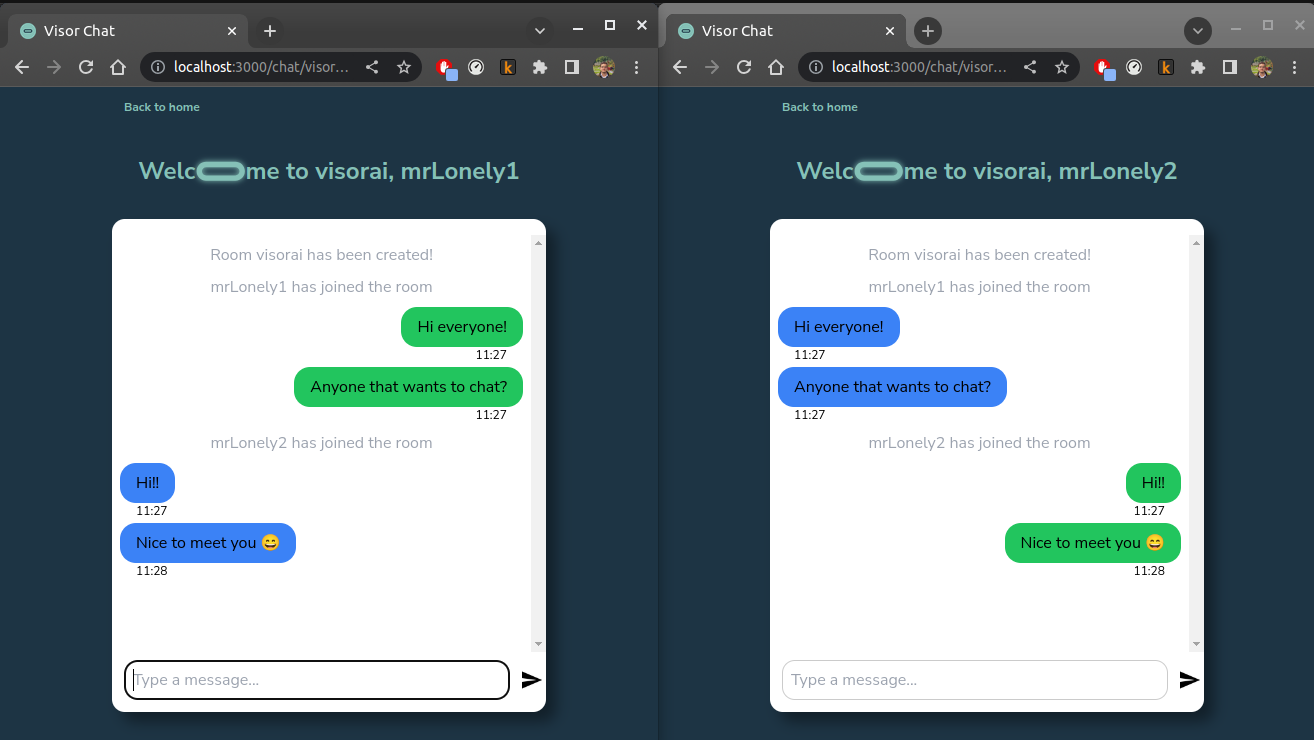 Visor Chat
localhost:3000/chat/visor…
Back to home
Welc me to visorai, mrLonely1
Room visorai has been created!
mrLonely1 has joined the room
Hi everyone!
11:27
Anyone that wants to chat?
11:27
mrLonely2 has joined the room
Hi!!
11:27
Nice to meet you 😄
11:28
Type a message...
Visor Chat
localhost:3000/chat/visor…
Back to home
Welc me to visorai, mrLonely2
Room visorai has been created!
mrLonely1 has joined the room
Hi everyone!
11:27
Anyone that wants to chat?
11:27
mrLonely2 has joined the room
Hi!!
11:27
Nice to meet you 😄
11:28
Type a message...